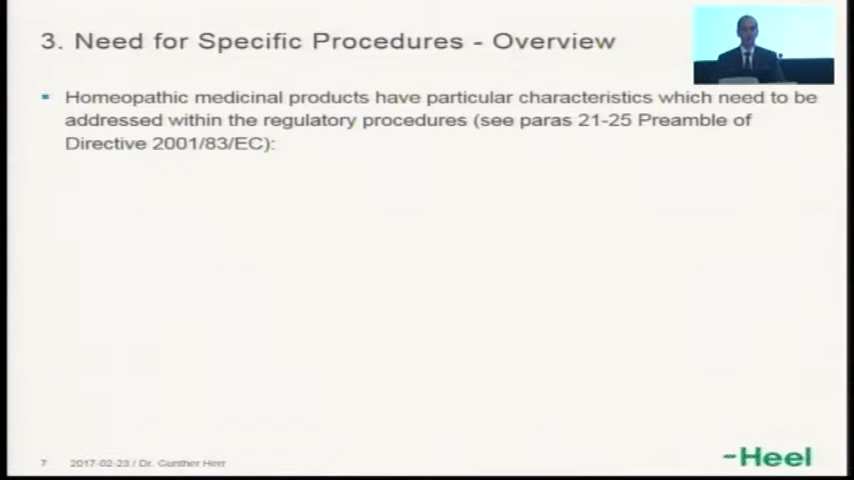 3. Need for Specific Procedures - Overview
Homeopathic medicinal products have particular characteristics which need to be
addressed within the regulatory procedures (see paras 21-25 Preamble of
Directive 2001/83/EC):
7 2017-02-23 / Dr. Gunther Herr
-Heel